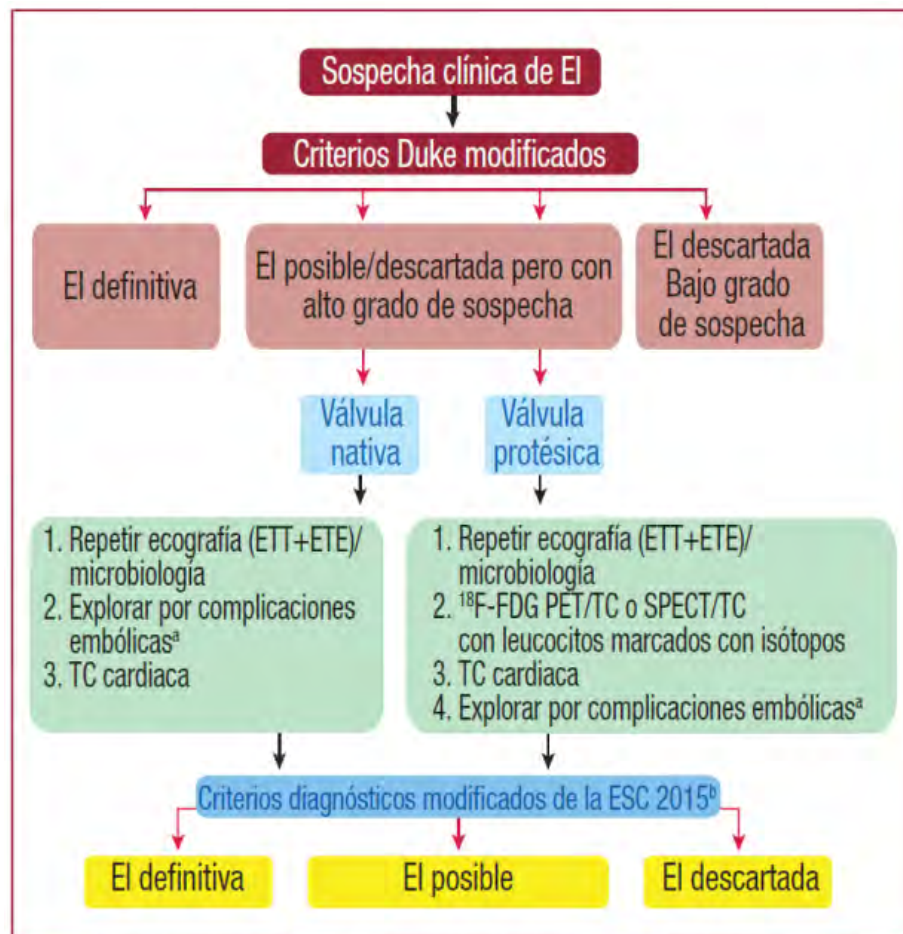 Sospecha clínica de EI
Criterios Duke modificados
EI definitiva
EI posible/descartada pero con
alto grado de sospecha
EI descartada
Bajo grado
de sospecha
Válvula
nativa
Válvula
protésica
1. Repetir ecografía (ETT+ETE)/
microbiología
2. Explorar por complicaciones
embólicasª
3. TC cardiaca
1. Repetir ecografía (ETT+ETE)/
microbiología
2. ¹⁸F-FDG PET/TC o SPECT/TC
con leucocitos marcados con isótopos
3. TC cardiaca
4. Explorar por complicaciones embólicasª
Criterios diagnósticos modificados de la ESC 2015ᵇ
EI definitiva
EI posible
EI descartada